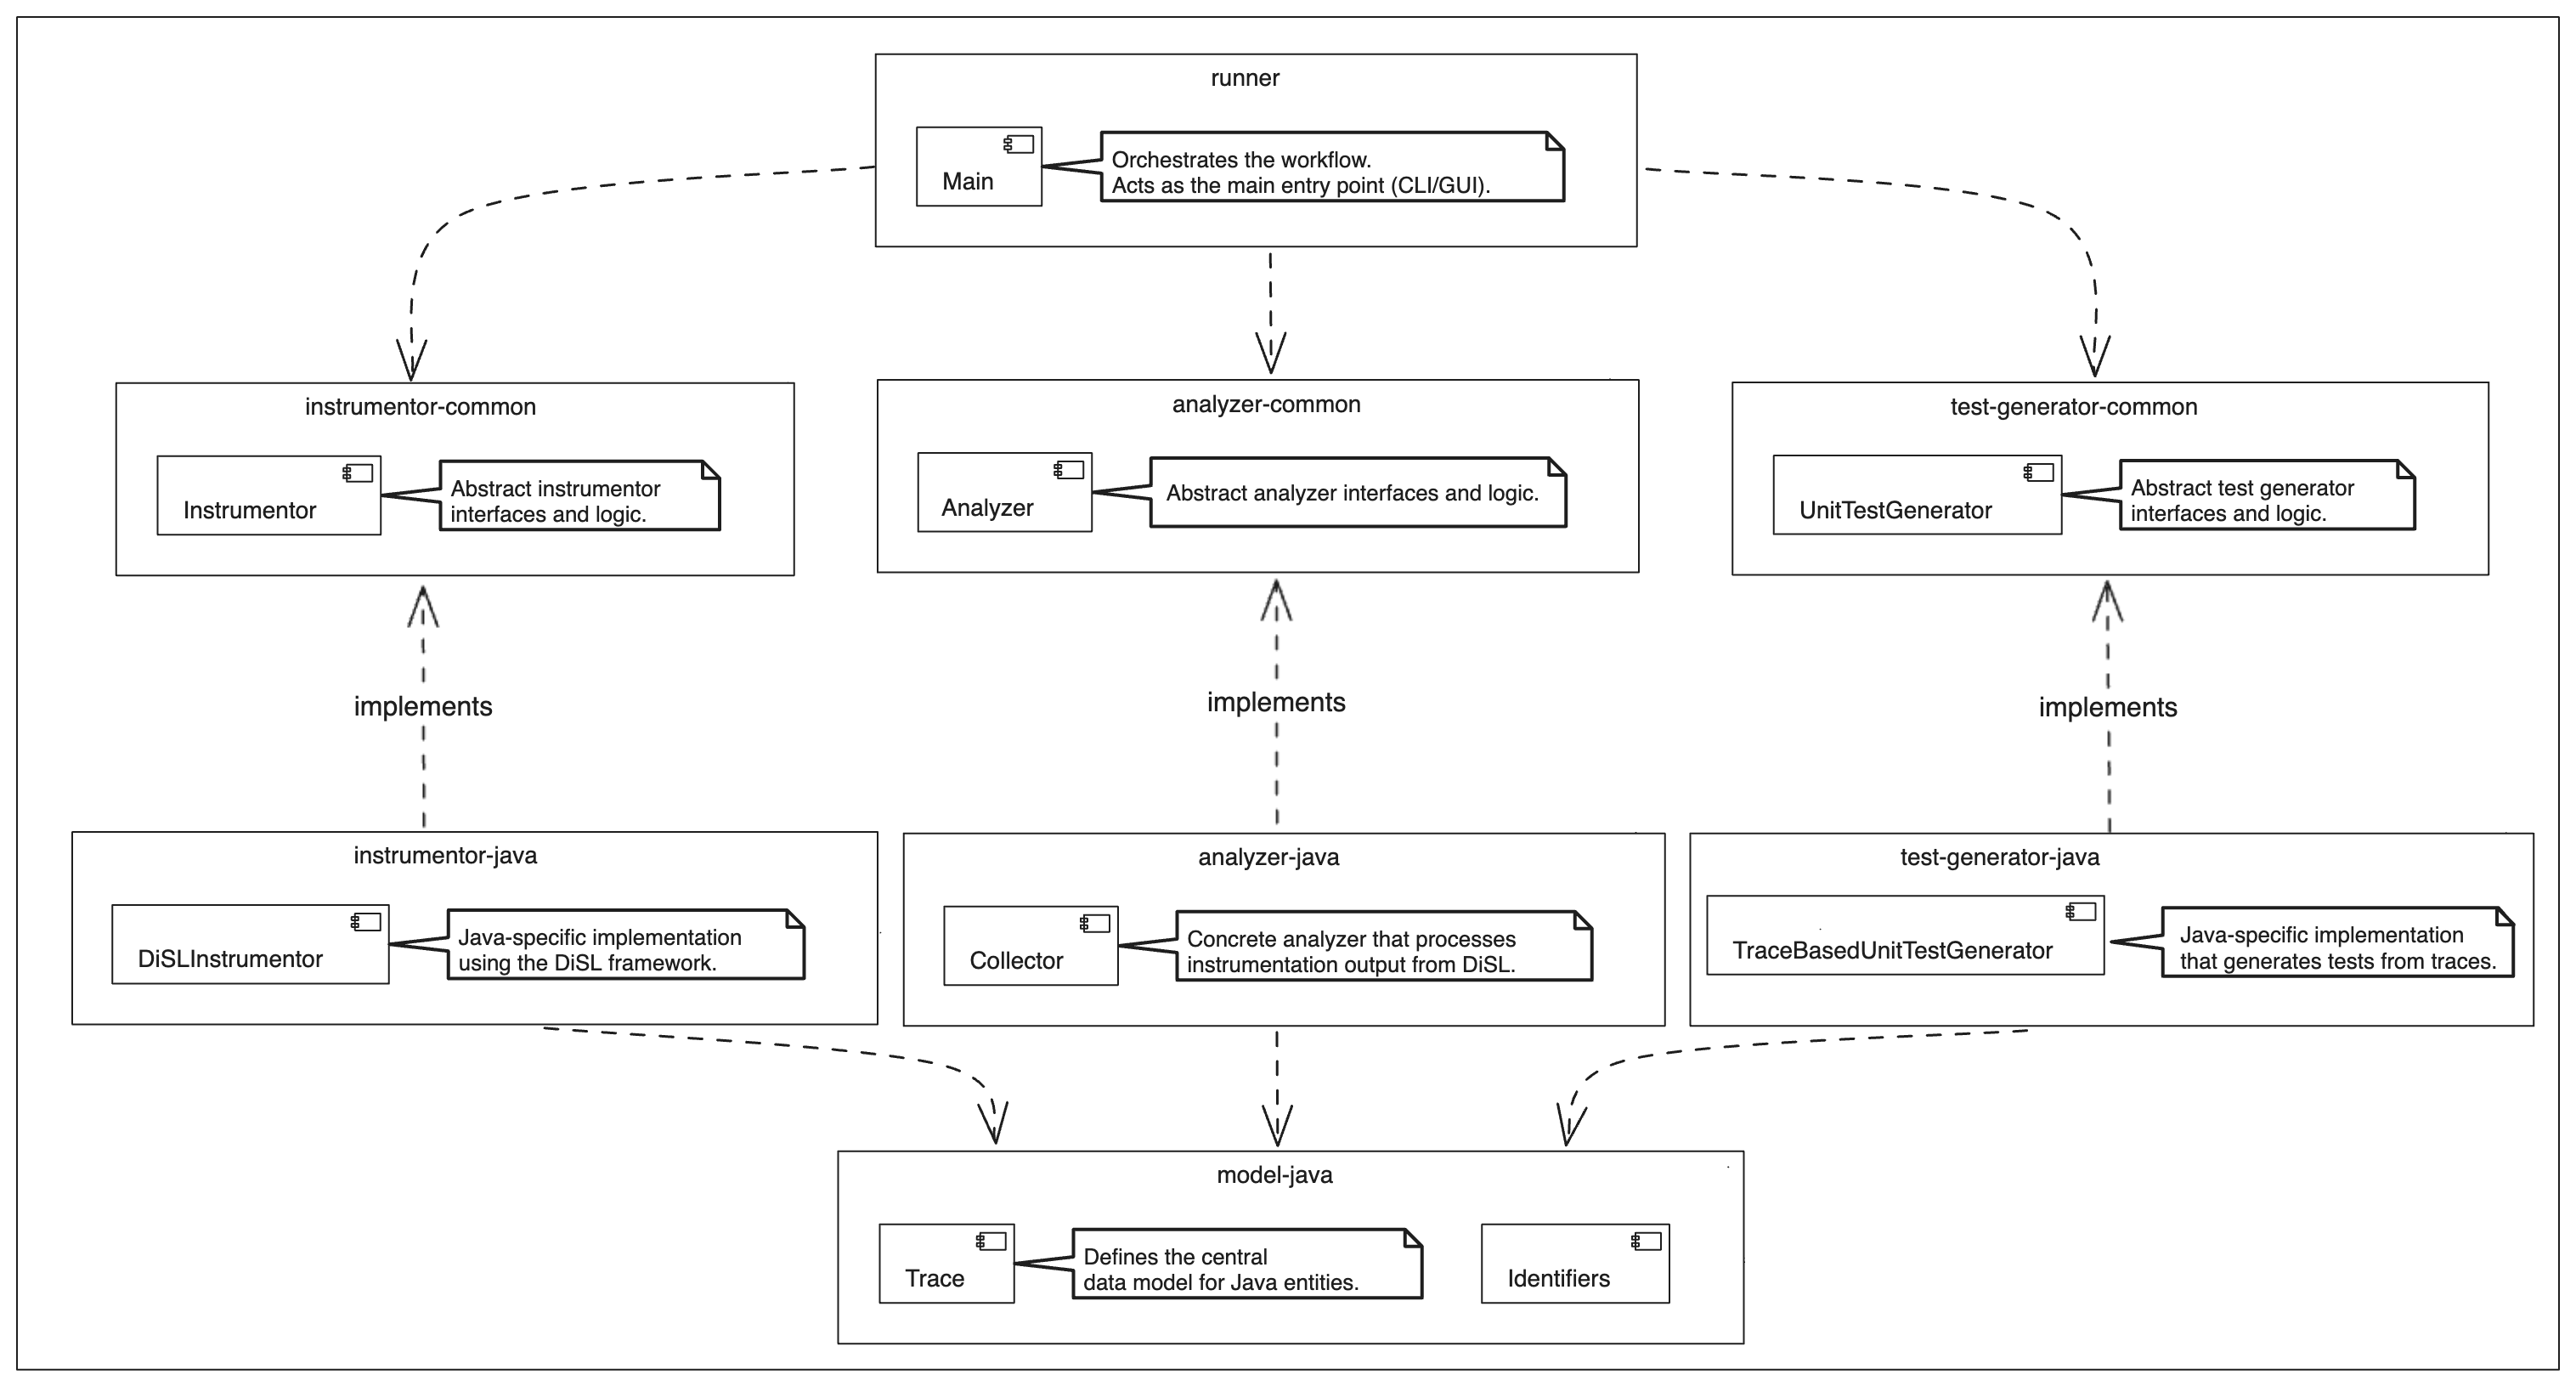 runner
Main
Orchestrates the workflow.
Acts as the main entry point (CLI/GUI).
instrumentor-common
Instrumentor
Abstract instrumentor
interfaces and logic.
analyzer-common
Analyzer
Abstract analyzer interfaces and logic.
test-generator-common
UnitTestGenerator
Abstract test generator
interfaces and logic.
implements
implements
implements
instrumentor-java
DiSLInstrumentor
Java-specific implementation
using the DiSL framework.
analyzer-java
Collector
Concrete analyzer that processes
instrumentation output from DiSL.
test-generator-java
TraceBasedUnitTestGenerator
Java-specific implementation
that generates tests from traces.
model-java
Trace
Defines the central
data model for Java entities.
Identifiers